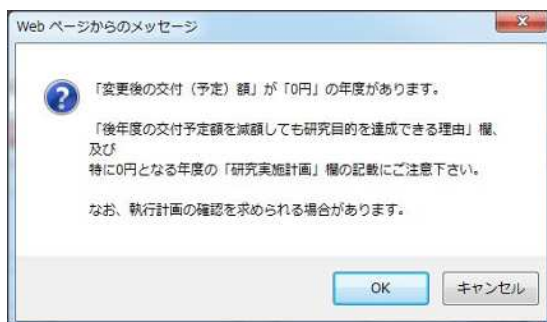 Web ページからのメッセージ
「変更後の交付（予定）額」が「0円」の年度があります。
「後年度の交付予定額を減額しても研究目的を達成できる理由」欄、
及び
特に0円となる年度の「研究実施計画」欄の記載にご注意下さい。
なお、執行計画の確認を求められる場合があります。
OK
キャンセル